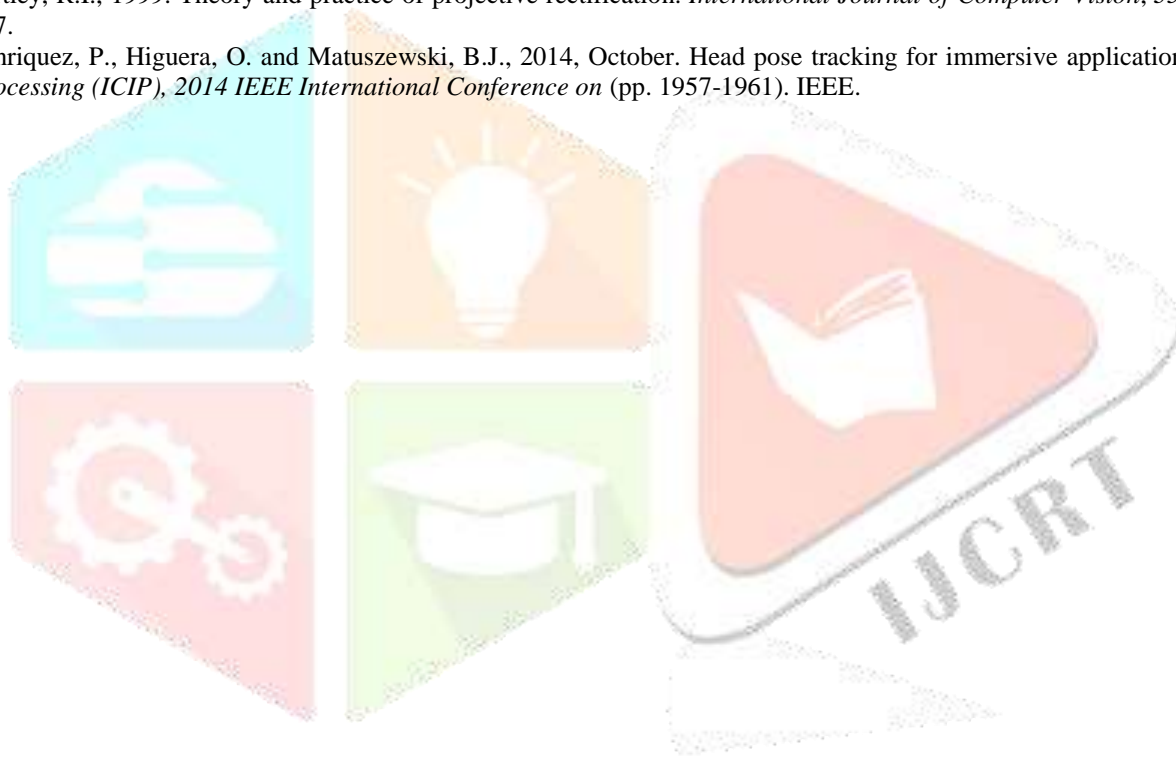 tley, R.I., 1999. Theory and practice of projective rectification. International Journal of Computer Vision, 35
7.
nriquez, P., Higuera, O. and Matuszewski, B.J., 2014, October. Head pose tracking for immersive application
ocessing (ICIP), 2014 IEEE International Conference on (pp. 1957-1961). IEEE.
IJCRT